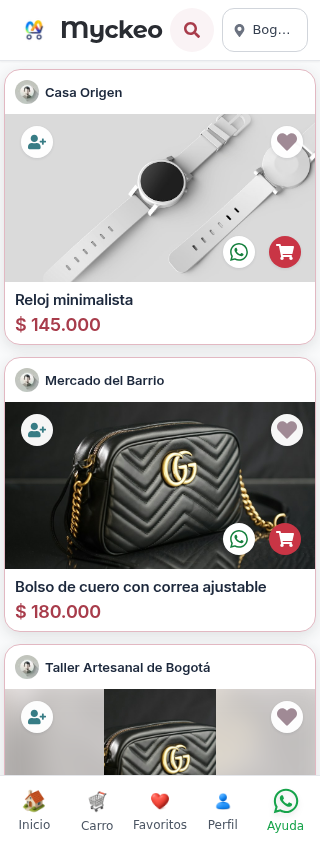 Myckeo
Bog...
Casa Origen
Reloj minimalista
$ 145.000
Mercado del Barrio
Bolso de cuero con correa ajustable
$ 180.000
Taller Artesanal de Bogotá
Inicio
Carro
Favoritos
Perfil
Ayuda